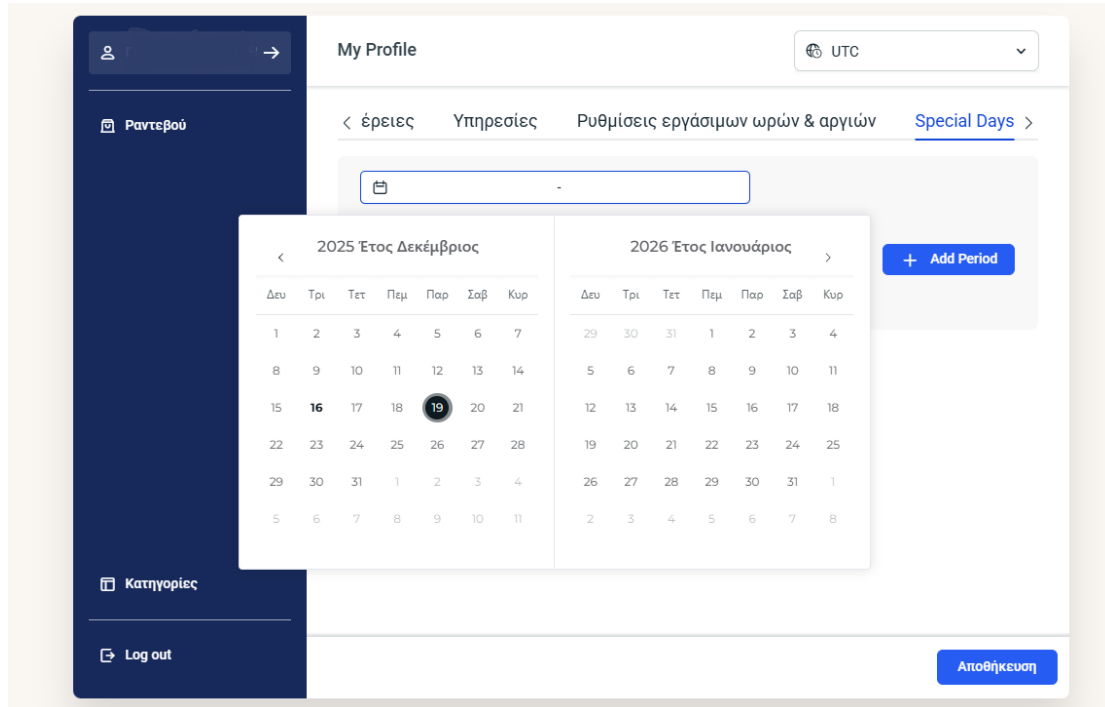 My Profile
UTC
Ραντεβού
έρειες Υπηρεσίες Ρυθμίσεις εργάσιμων ωρών & αργιών Special Days
-
2025 Έτος Δεκέμβριος
Δευ Τρι Τετ Πεμ Παρ Σαβ Κυρ
1 2 3 4 5 6 7
8 9 10 11 12 13 14
15 16 17 18 19 20 21
22 23 24 25 26 27 28
29 30 31 1 2 3 4
5 6 7 8 9 10 11
2026 Έτος Ιανουάριος
Δευ Τρι Τετ Πεμ Παρ Σαβ Κυρ
29 30 31 1 2 3 4
5 6 7 8 9 10 11
12 13 14 15 16 17 18
19 20 21 22 23 24 25
26 27 28 29 30 31 1
2 3 4 5 6 7 8
+ Add Period
Κατηγορίες
Log out
Αποθήκευση